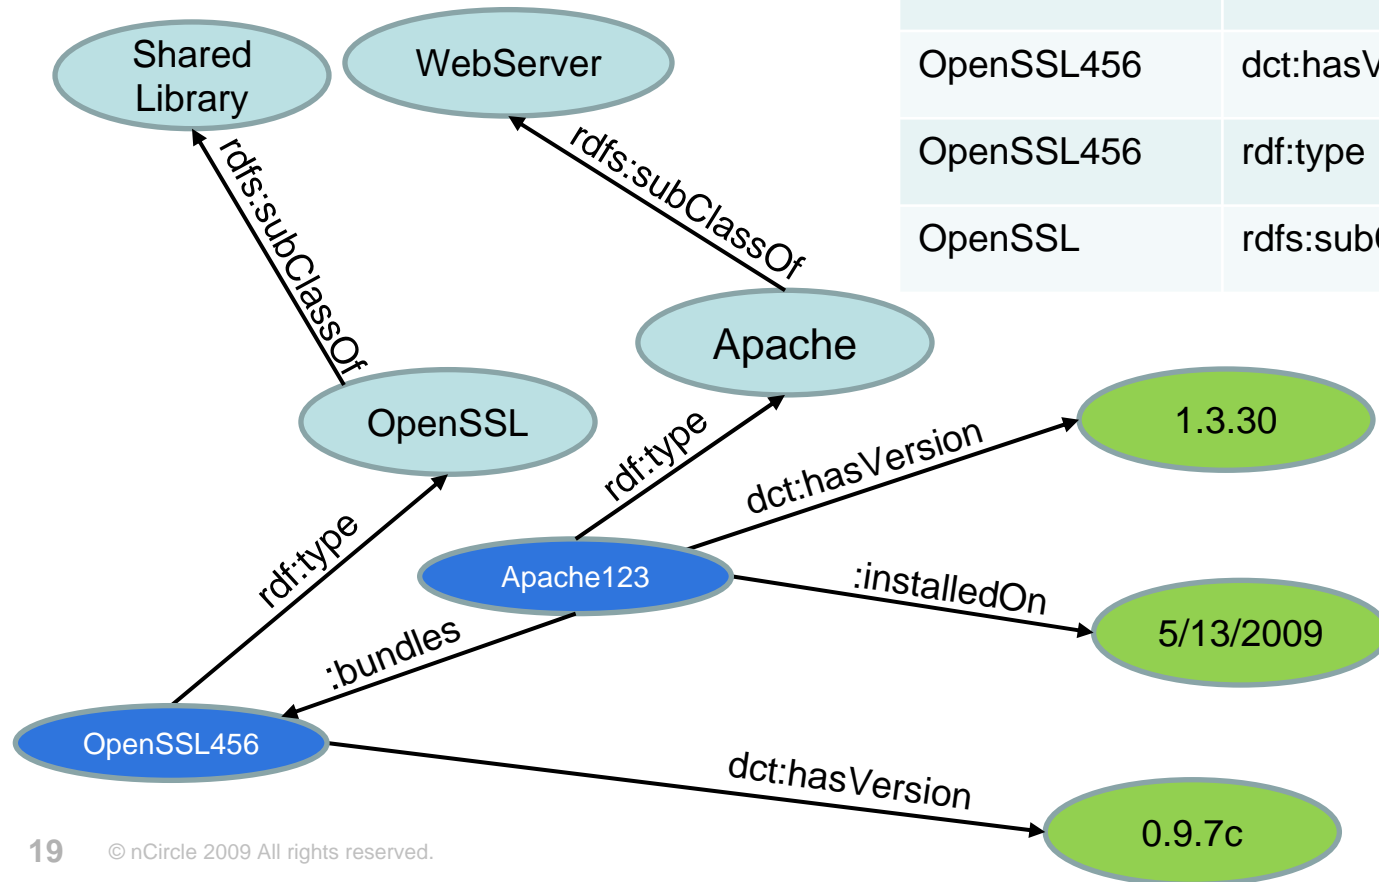 Shared
Library
WebServer
OpenSSL456 dct:hasV
OpenSSL456 rdf:type
OpenSSL rdfs:sub
rdfs:subClassOf
rdfs:subClassOf
Apache
OpenSSL
1.3.30
rdf:type
dct:hasVersion
rdf:type
Apache123
:installedOn
5/13/2009
:bundles
OpenSSL456
dct:hasVersion
0.9.7c
19 © nCircle 2009 All rights reserved.